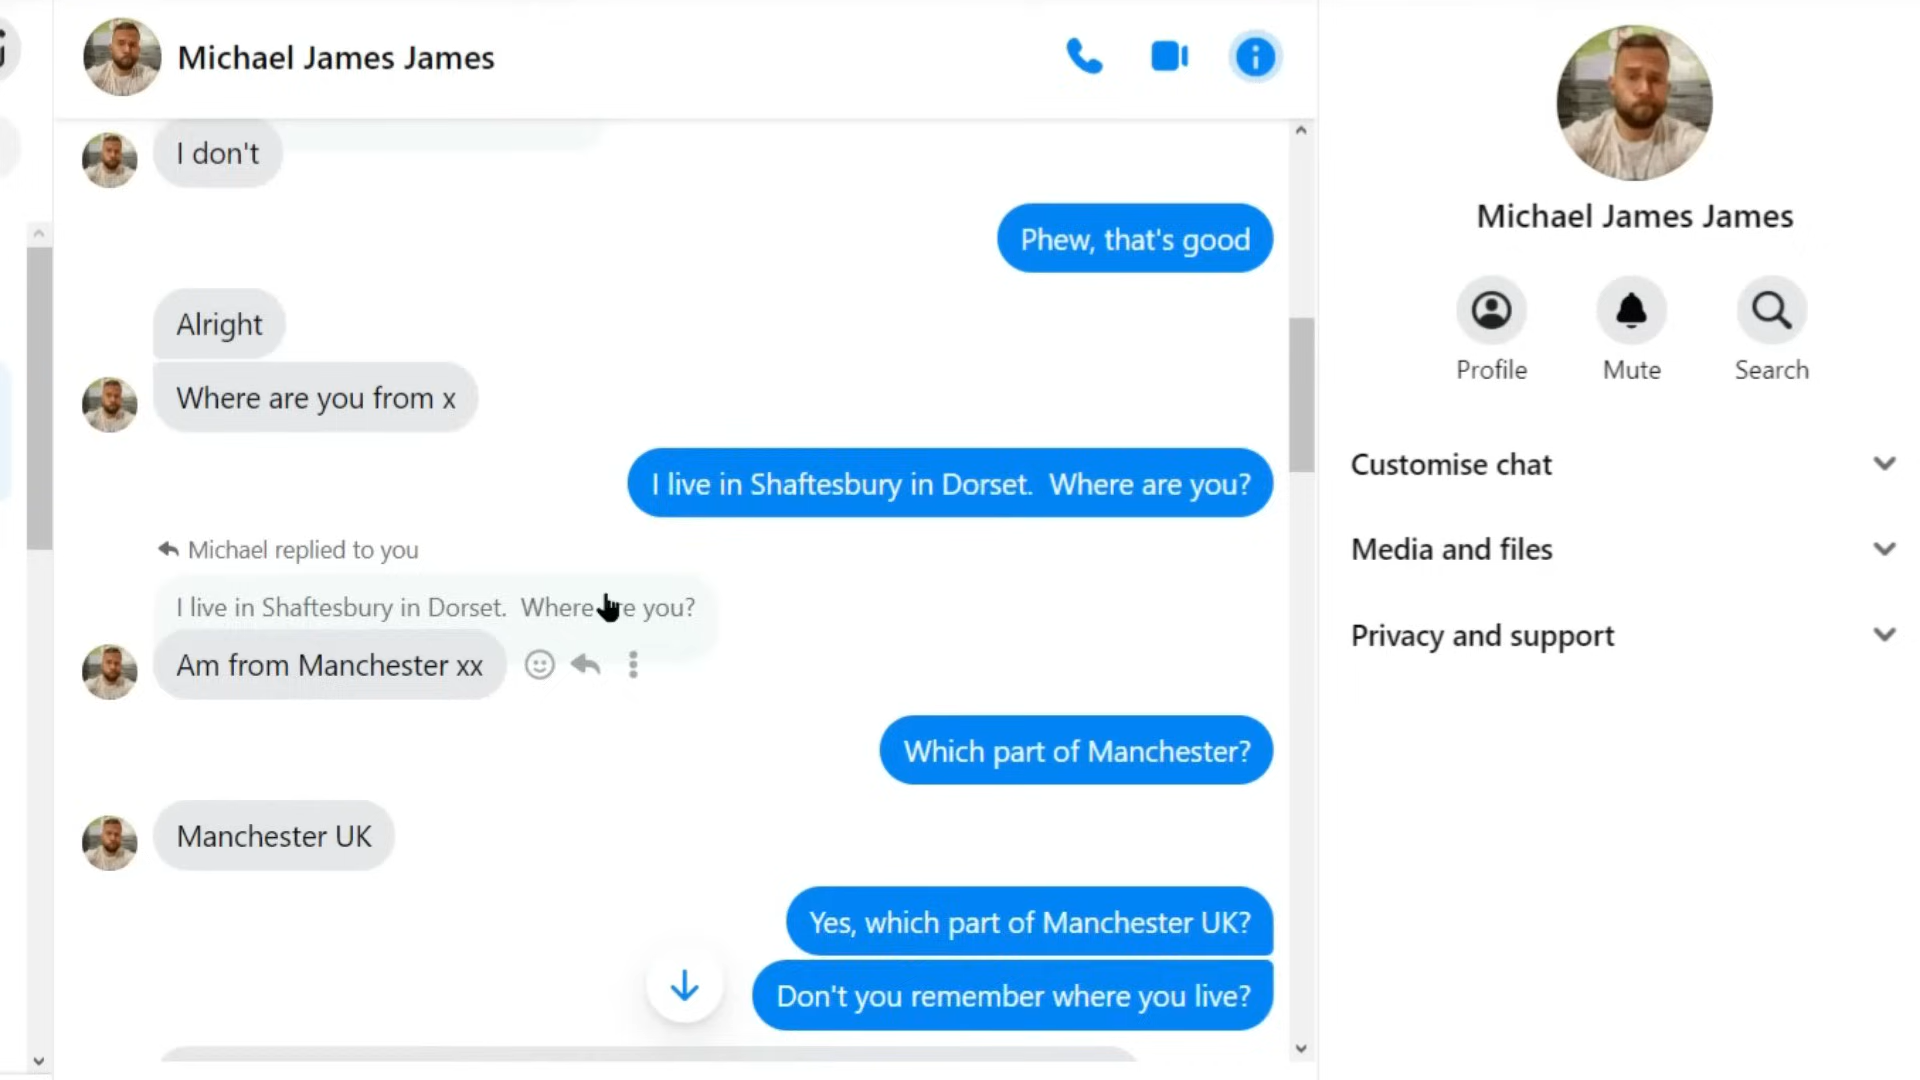 Michael James James
I don't
Phew, that's good
Alright
Where are you from x
I live in Shaftesbury in Dorset.  Where are you?
Michael replied to you
I live in Shaftesbury in Dorset.  Where are you?
Am from Manchester xx
Which part of Manchester?
Manchester UK
Yes, which part of Manchester UK?
Don't you remember where you live?
Michael James James
Profile
Mute
Search
Customise chat
Media and files
Privacy and support